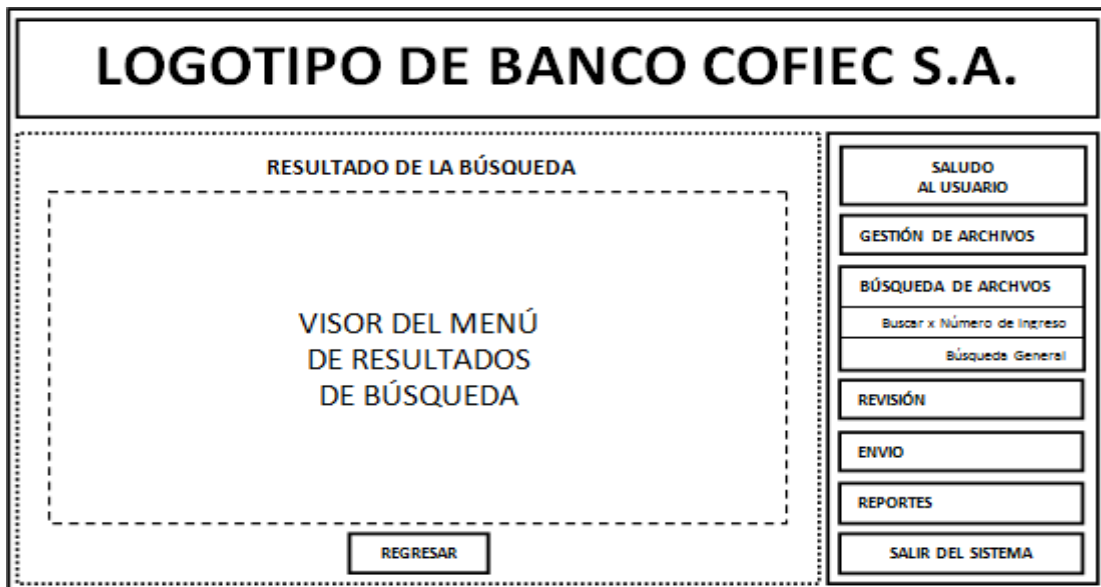 LOGOTIPO DE BANCO COFIEC S.A.
RESULTADO DE LA BÚSQUEDA
VISOR DEL MENÚ
DE RESULTADOS
DE BÚSQUEDA
REGRESAR
SALUDO
AL USUARIO
GESTIÓN DE ARCHIVOS
BÚSQUEDA DE ARCHVOS
Buscar x Número de Ingreso
Búsqueda General
REVISIÓN
ENVIO
REPORTES
SALIR DEL SISTEMA